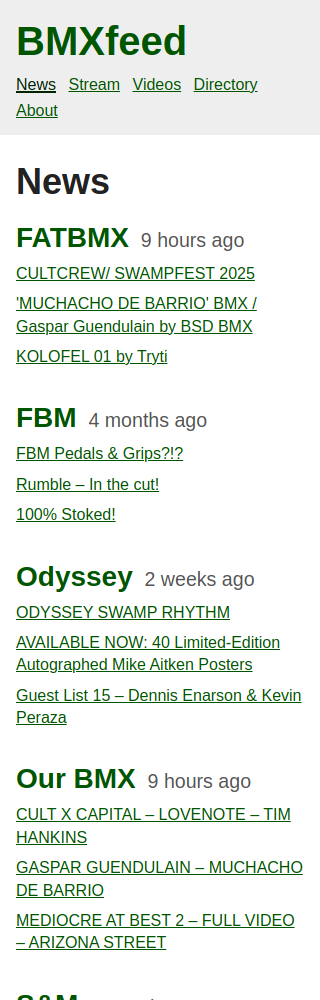 BMXfeed
News Stream Videos Directory
About
News
FATBMX 9 hours ago
CULTCREW/ SWAMPFEST 2025
'MUCHACHO DE BARRIO' BMX /
Gaspar Guendulain by BSD BMX
KOLOFEL 01 by Tryti
FBM 4 months ago
FBM Pedals & Grips?!?
Rumble – In the cut!
100% Stoked!
Odyssey 2 weeks ago
ODYSSEY SWAMP RHYTHM
AVAILABLE NOW: 40 Limited-Edition
Autographed Mike Aitken Posters
Guest List 15 – Dennis Enarson & Kevin
Peraza
Our BMX 9 hours ago
CULT X CAPITAL – LOVENOTE – TIM
HANKINS
GASPAR GUENDULAIN – MUCHACHO
DE BARRIO
MEDIOCRE AT BEST 2 – FULL VIDEO
– ARIZONA STREET
S&M